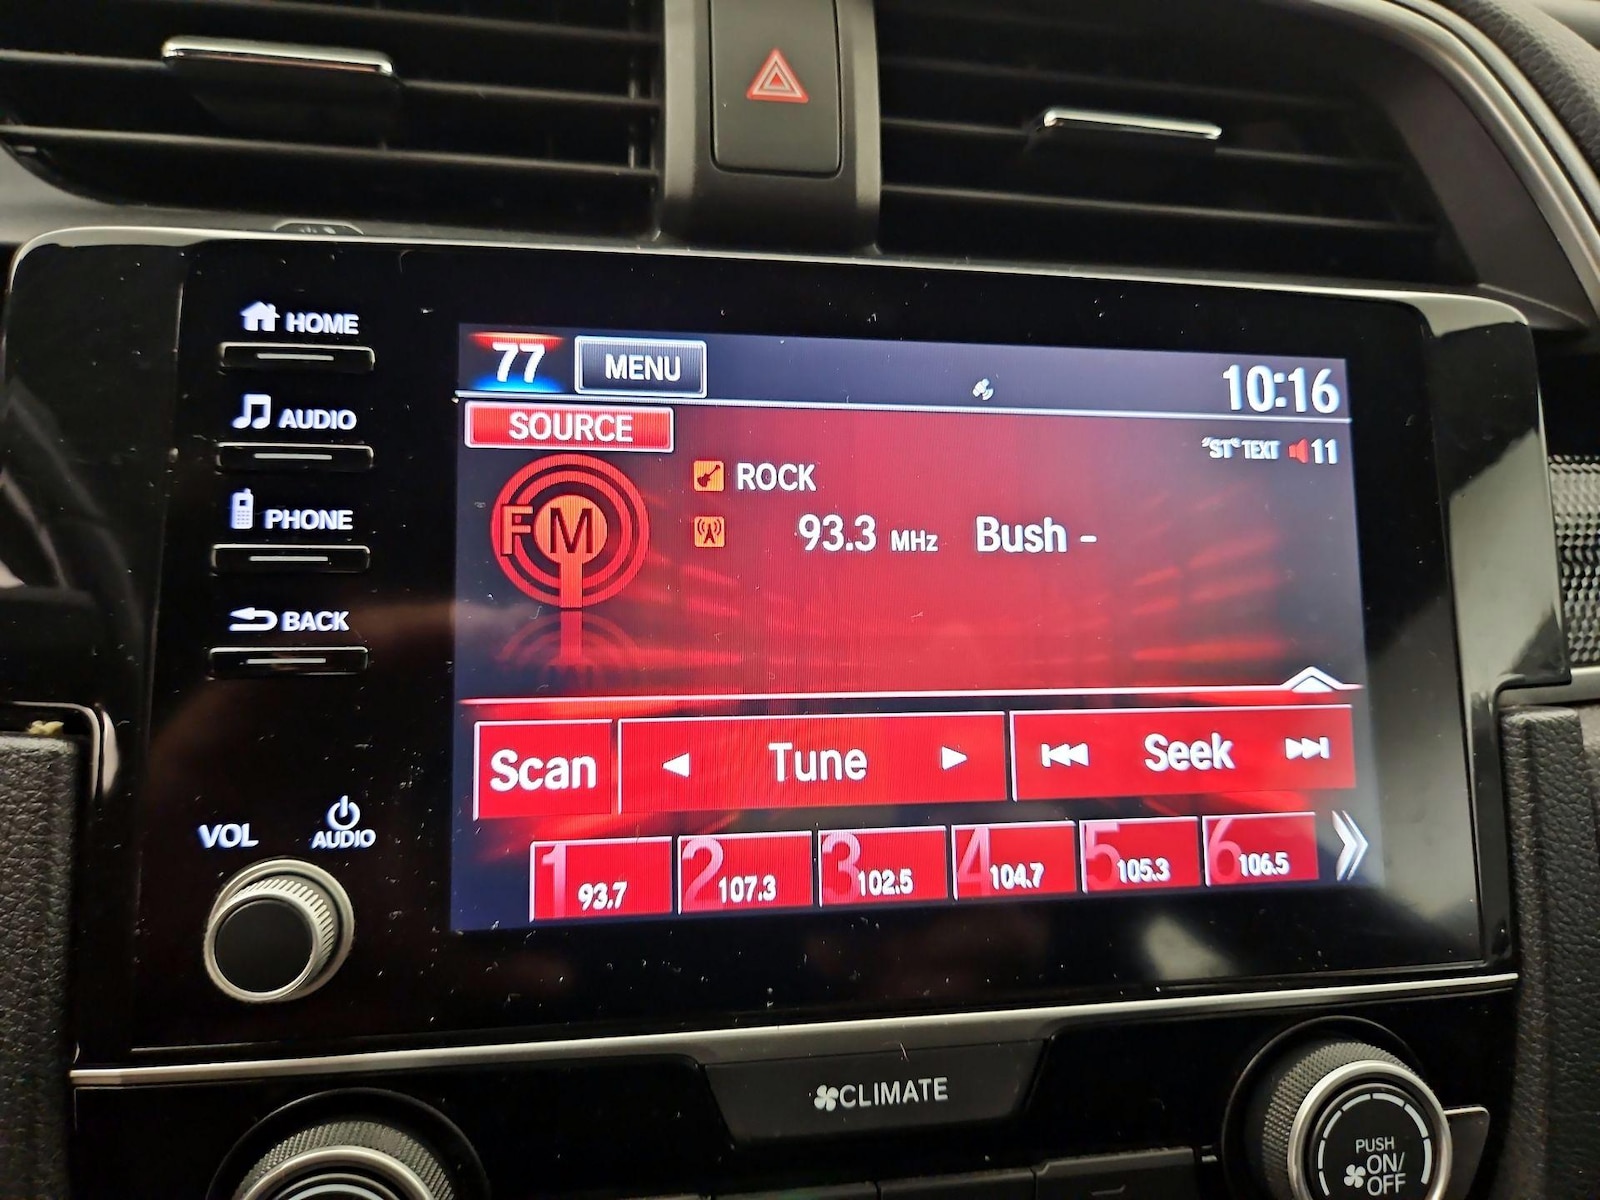 HOME
AUDIO
PHONE
BACK
VOL
AUDIO
77 MENU 10:16
SOURCE
"ST" TEXT 11
FM
ROCK
93.3 MHz Bush -
Scan Tune Seek
1 93.7 2 107.3 3 102.5 4 104.7 5 105.3 6 106.5
CLIMATE
PUSH
ON/
OFF